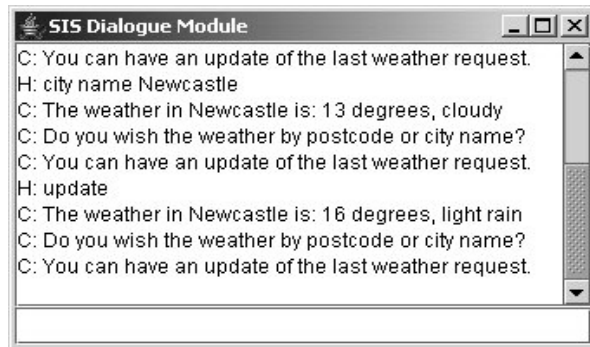 SIS Dialogue Module
C: You can have an update of the last weather request.
H: city name Newcastle
C: The weather in Newcastle is: 13 degrees, cloudy
C: Do you wish the weather by postcode or city name?
C: You can have an update of the last weather request.
H: update
C: The weather in Newcastle is: 16 degrees, light rain
C: Do you wish the weather by postcode or city name?
C: You can have an update of the last weather request.